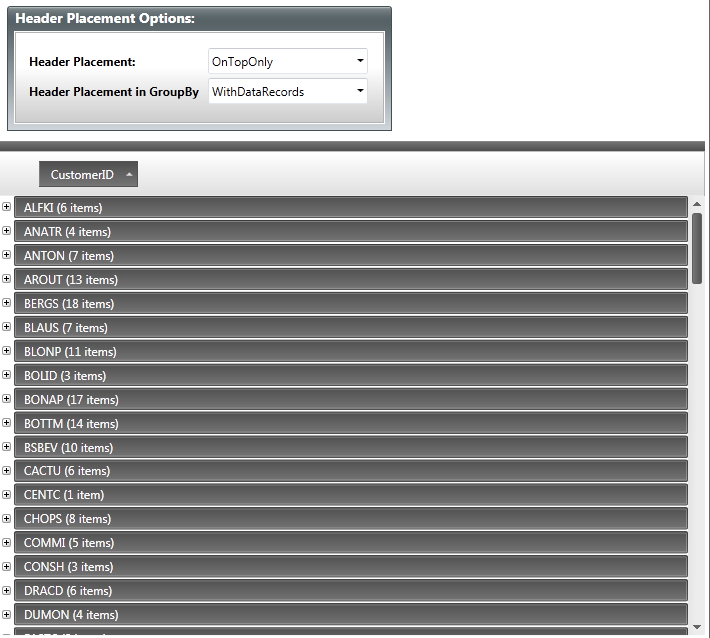 Header Placement Options:
Header Placement: OnTopOnly
Header Placement in GroupBy WithDataRecords
CustomerID
ALFKI (6 items)
ANATR (4 items)
ANTON (7 items)
AROUT (13 items)
BERGS (18 items)
BLAUS (7 items)
BLONP (11 items)
BOLID (3 items)
BONAP (17 items)
BOTTM (14 items)
BSBEV (10 items)
CACTU (6 items)
CENTC (1 item)
CHOPS (8 items)
COMMI (5 items)
CONSH (3 items)
DRACD (6 items)
DUMON (4 items)